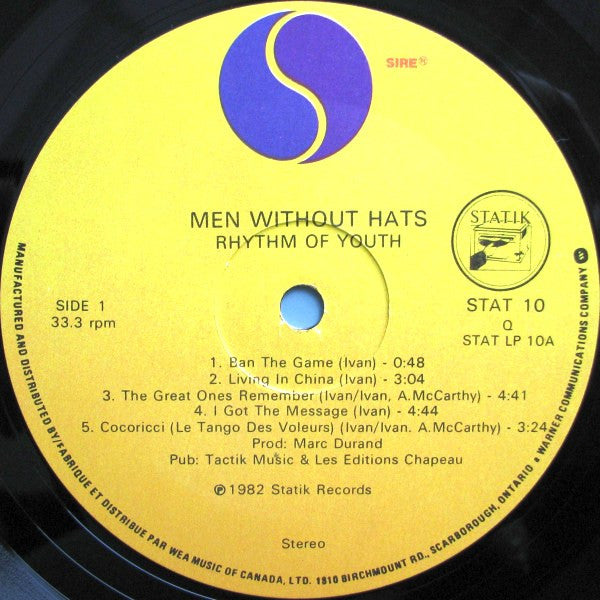 SIRE®
MEN WITHOUT HATS
RHYTHM OF YOUTH
STATIK
SIDE 1
33.3 rpm
STAT 10
Q
STAT LP 10A
1. Ban The Game (Ivan) - 0:48
2. Living In China (Ivan) - 3:04
3. The Great Ones Remember (Ivan/Ivan, A.McCarthy) - 4:41
4. I Got The Message (Ivan) - 4:44
5. Cocoricci (Le Tango Des Voleurs) (Ivan/Ivan. A.McCarthy) - 3:24
Prod: Marc Durand
Pub: Tactik Music & Les Editions Chapeau
℗ 1982 Statik Records
Stereo
MANUFACTURED AND DISTRIBUTED BY/FABRIQUE ET DISTRIBUE PAR WEA MUSIC OF CANADA, LTD. 1810 BIRCHMOUNT RD., SCARBOROUGH, ONTARIO • WARNER COMMUNICATIONS COMPANY